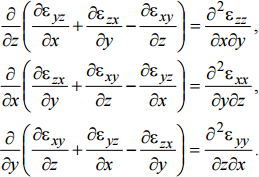 ∂/∂z(∂ε_yz/∂x + ∂ε_zx/∂y − ∂ε_xy/∂z) = ∂²ε_zz/∂x∂y,
∂/∂x(∂ε_zx/∂y + ∂ε_xy/∂z − ∂ε_yz/∂x) = ∂²ε_xx/∂y∂z,
∂/∂y(∂ε_xy/∂z + ∂ε_yz/∂x − ∂ε_zx/∂y) = ∂²ε_yy/∂z∂x.